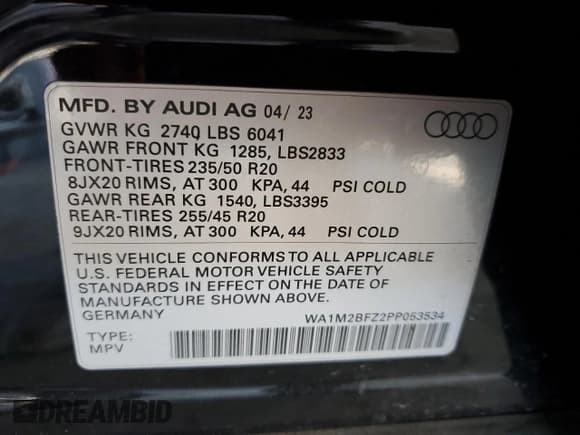 MFD. BY AUDI AG 04/ 23
GVWR KG 2740 LBS 6041
GAWR FRONT KG 1285, LBS2833
FRONT-TIRES 235/50 R20
8JX20 RIMS, AT 300 KPA, 44 PSI COLD
GAWR REAR KG 1540, LBS3395
REAR-TIRES 255/45 R20
9JX20 RIMS, AT 300 KPA, 44 PSI COLD
THIS VEHICLE CONFORMS TO ALL APPLICABLE
U.S. FEDERAL MOTOR VEHICLE SAFETY
STANDARDS IN EFFECT ON THE DATE OF
MANUFACTURE SHOWN ABOVE.
GERMANY WA1M2BFZ2PP053534
TYPE:
MPV
DREAMBID